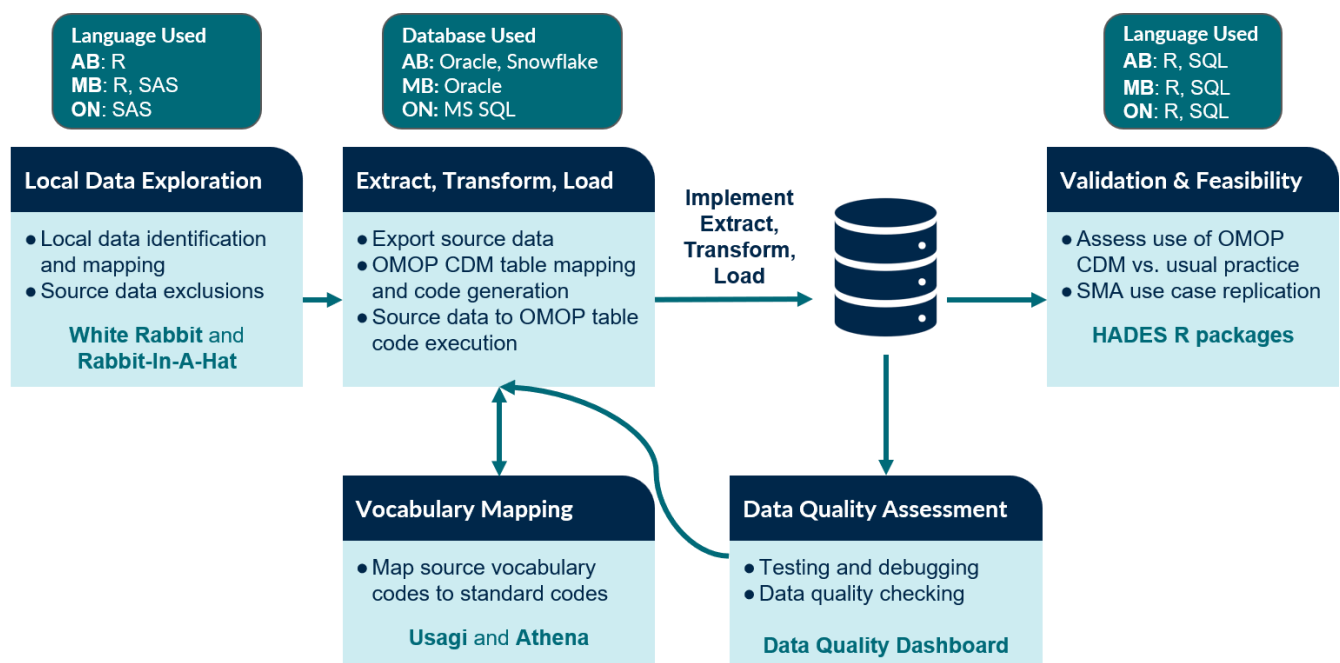 Language Used
AB: R
MB: R, SAS
ON: SAS
Database Used
AB: Oracle, Snowflake
MB: Oracle
ON: MS SQL
Language Used
AB: R, SQL
MB: R, SQL
ON: R, SQL
Local Data Exploration
● Local data identification
and mapping
● Source data exclusions
White Rabbit and
Rabbit-In-A-Hat
Extract, Transform, Load
● Export source data
● OMOP CDM table mapping
and code generation
● Source data to OMOP table
code execution
Implement
Extract,
Transform,
Load
Validation & Feasibility
● Assess use of OMOP
CDM vs. usual practice
● SMA use case replication
HADES R packages
Vocabulary Mapping
● Map source vocabulary
codes to standard codes
Usagi and Athena
Data Quality Assessment
● Testing and debugging
● Data quality checking
Data Quality Dashboard